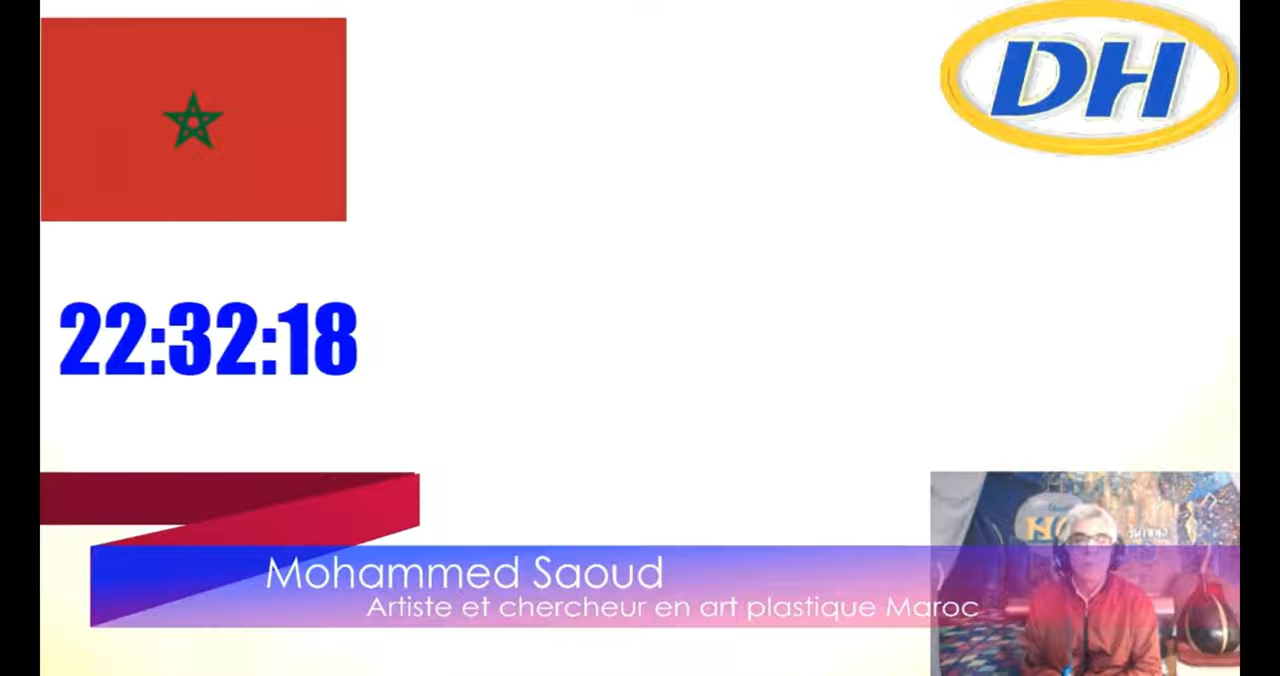 DH
22:32:18
Mohammed Saoud
Artiste et chercheur en art plastique Maroc